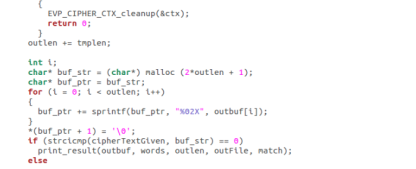 {
EVP_CIPHER_CTX_cleanup(&ctx);
return 0;
}
outlen += tmplen;
int i;
char* buf_str = (char*) malloc (2*outlen + 1);
char* buf_ptr = buf_str;
for (i = 0; i < outlen; i++)
{
buf_ptr += sprintf(buf_ptr, "%02X", outbuf[i]);
}
*(buf_ptr + 1) = '\0';
if (stricmp(cipherTextGiven, buf_str) == 0)
print_result(outbuf, words, outlen, outFile, match);
else